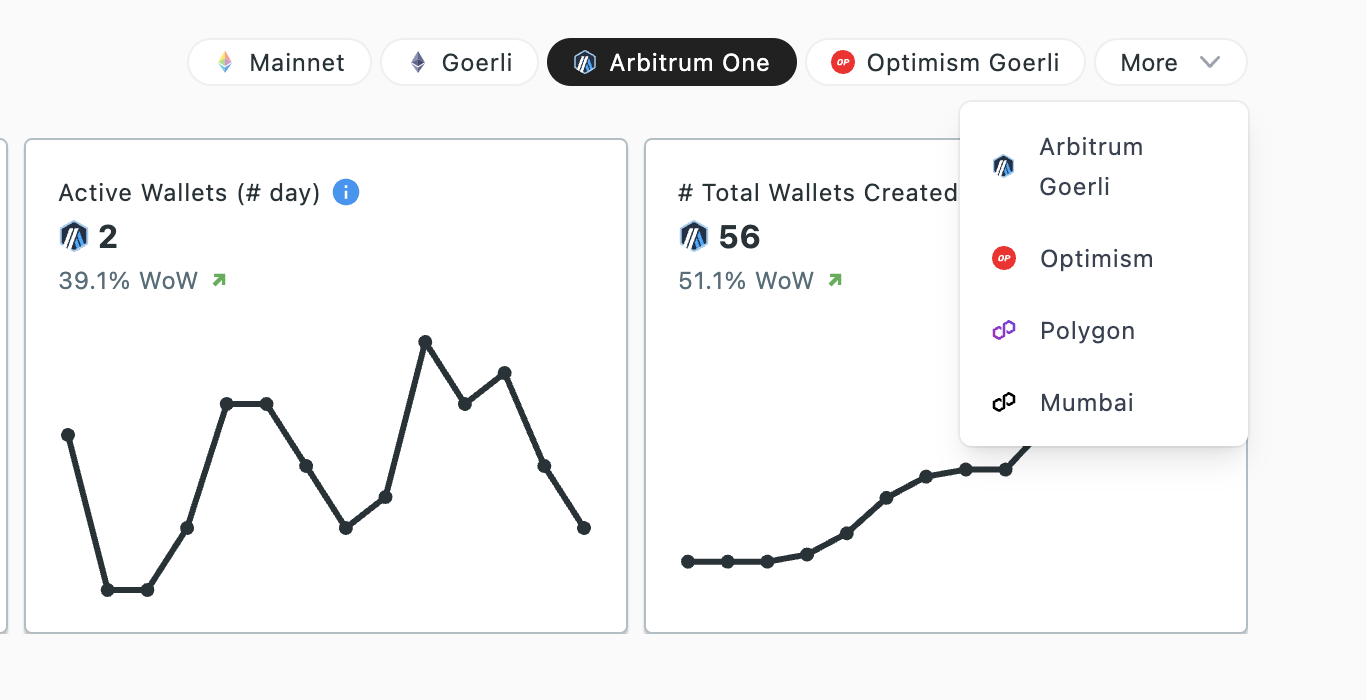 Mainnet
Goerli
Arbitrum One
OP
Optimism Goerli
More
Active Wallets (# day) i
2
39.1% WoW
# Total Wallets Created
56
51.1% WoW
Arbitrum
Goerli
OP
Optimism
Polygon
Mumbai